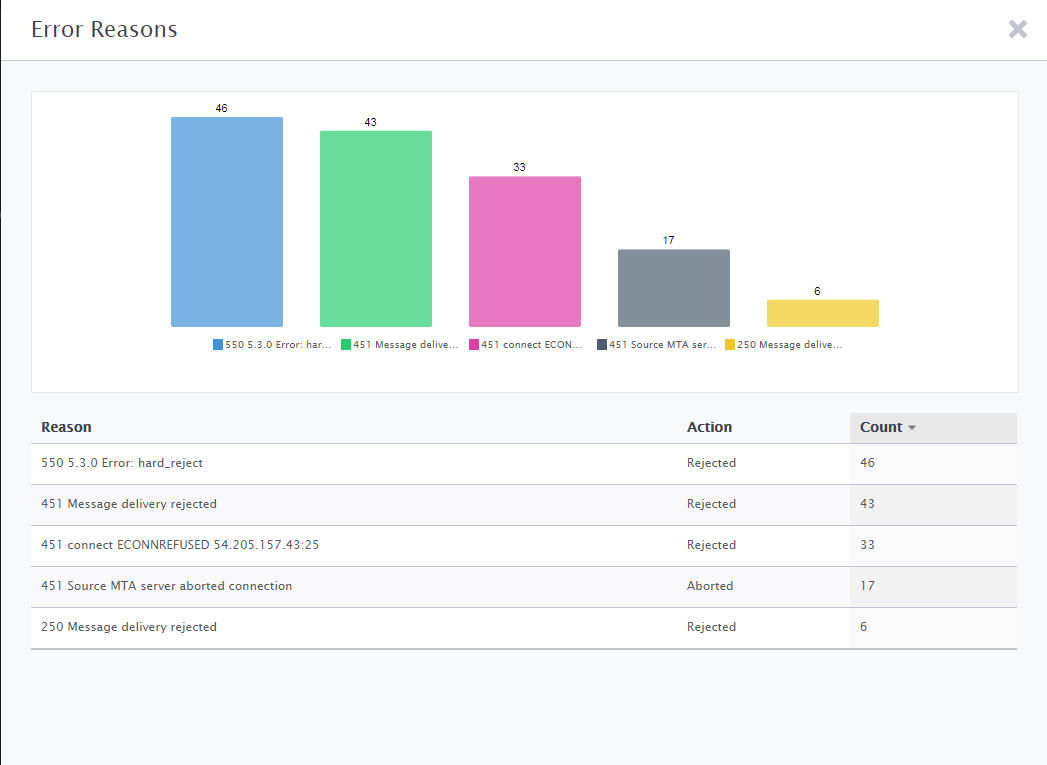 Error Reasons
46
43
33
17
6
550 5.3.0 Error: har... 451 Message delive... 451 connect ECON... 451 Source MTA ser... 250 Message delive...
Reason Action Count
550 5.3.0 Error: hard_reject Rejected 46
451 Message delivery rejected Rejected 43
451 connect ECONNREFUSED 54.205.157.43:25 Rejected 33
451 Source MTA server aborted connection Aborted 17
250 Message delivery rejected Rejected 6